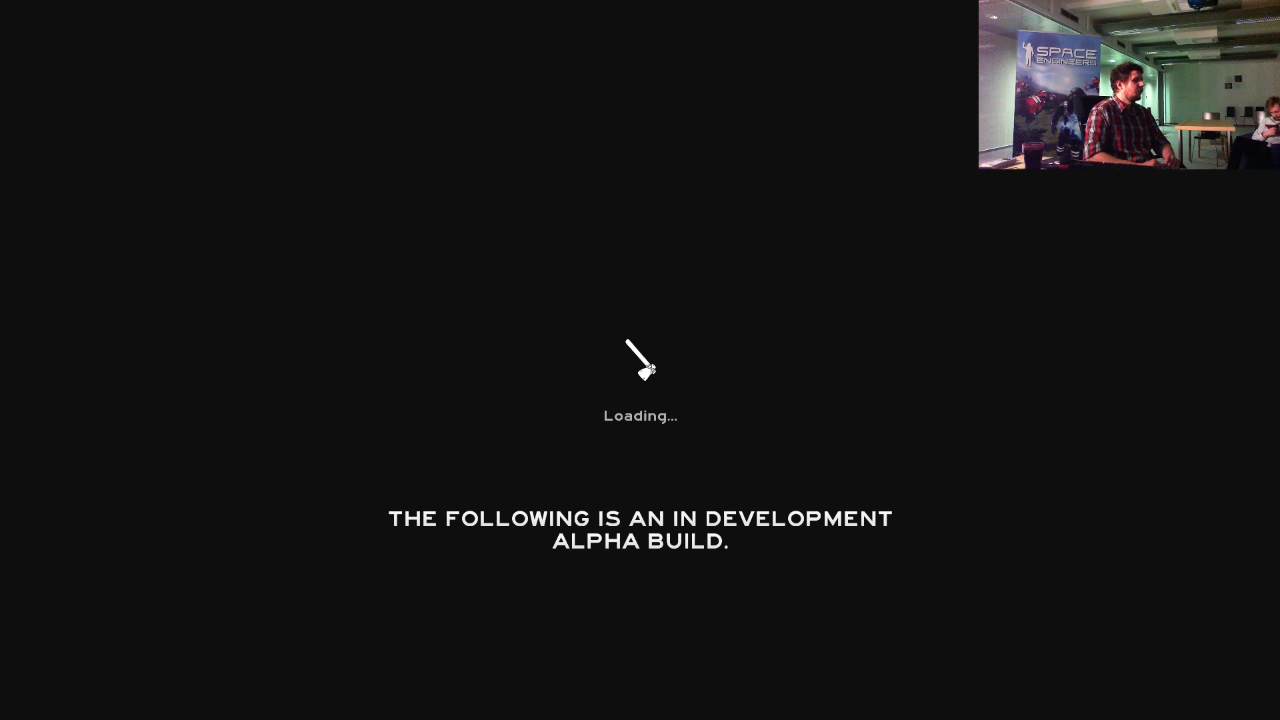 SPACE
ENGINEERS
Loading...
THE FOLLOWING IS AN IN DEVELOPMENT
ALPHA BUILD.